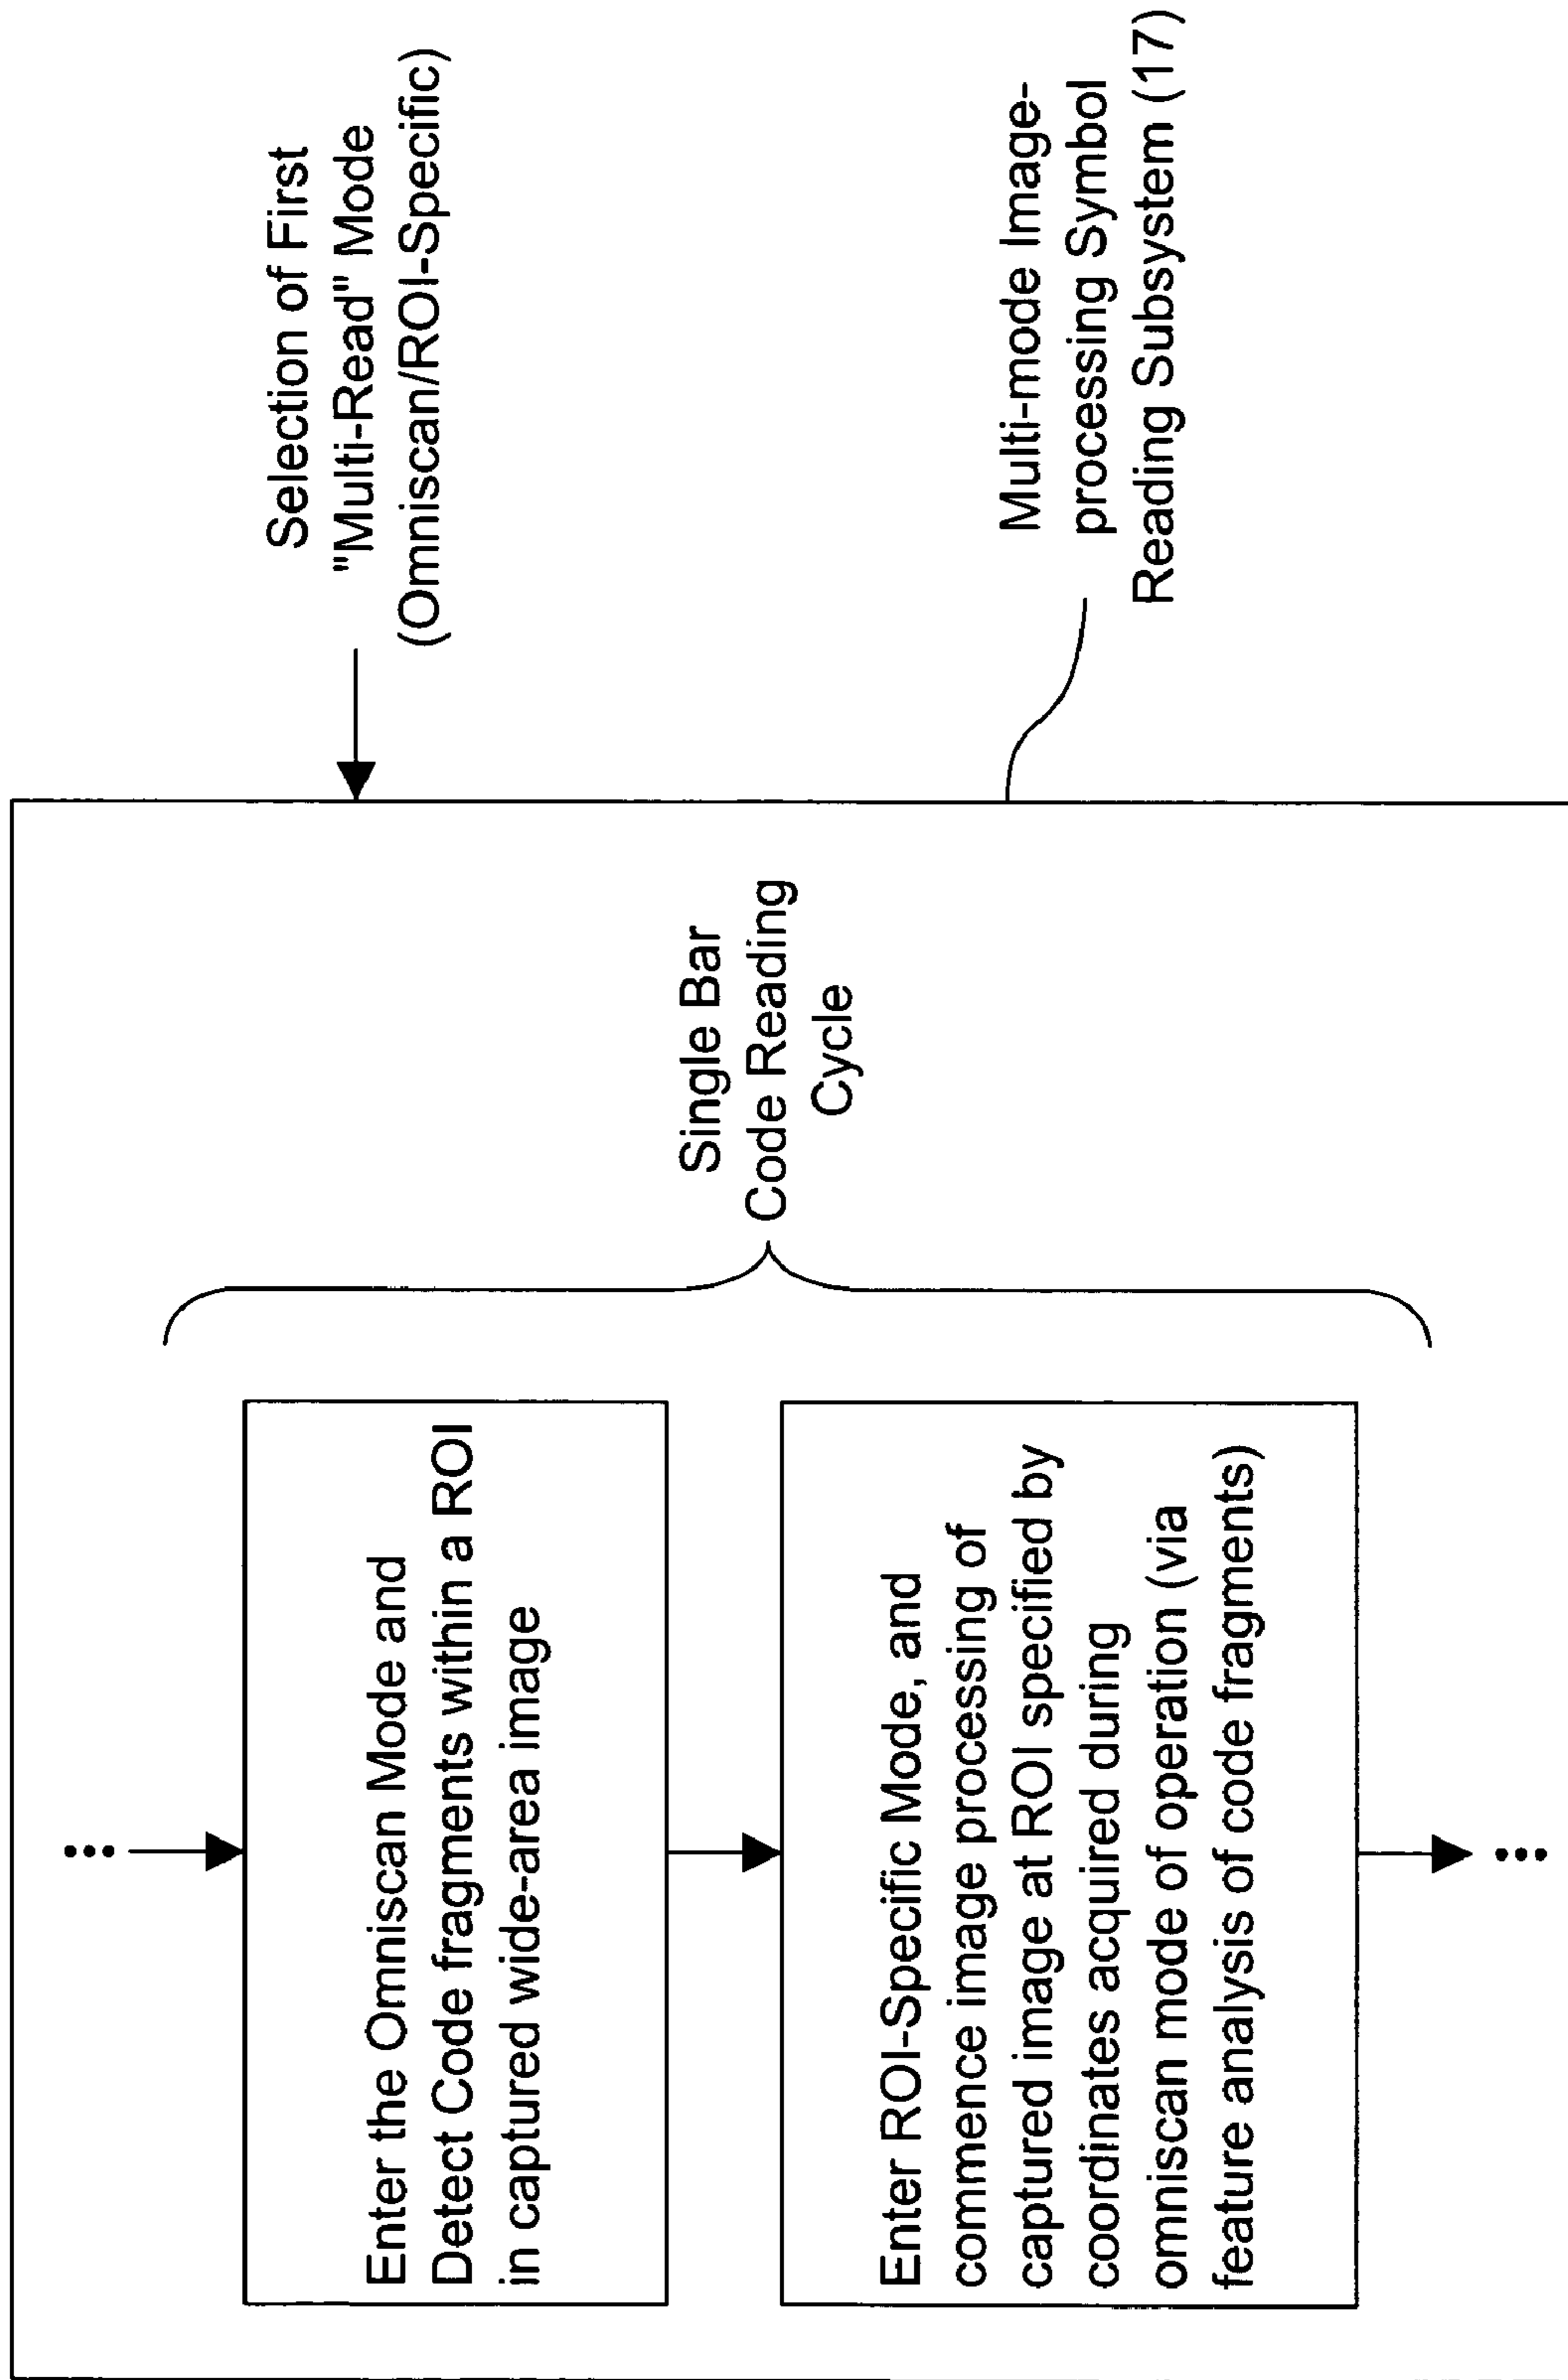 Selection of First
"Multi-Read" Mode
(Omniscan/ROI-Specific)
Multi-mode Image-
processing Symbol
Reading Subsystem (17)
Single Bar
Code Reading
Cycle
Enter the Omniscan Mode and
Detect Code fragments within a ROI
in captured wide-area image
Enter ROI-Specific Mode, and
commence image processing of
captured image at ROI specified by
coordinates acquired during
omniscan mode of operation (via
feature analysis of code fragments)